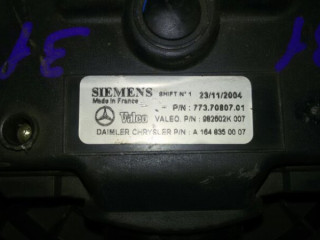 SIEMENS SHIFT N° 1 23/11/2004
Made in France
P/N : 773.70807.01
Valeo VALEO. P/N : 982602K 007
DAIMLER CHRYSLER P/N : A 164 835 00 07